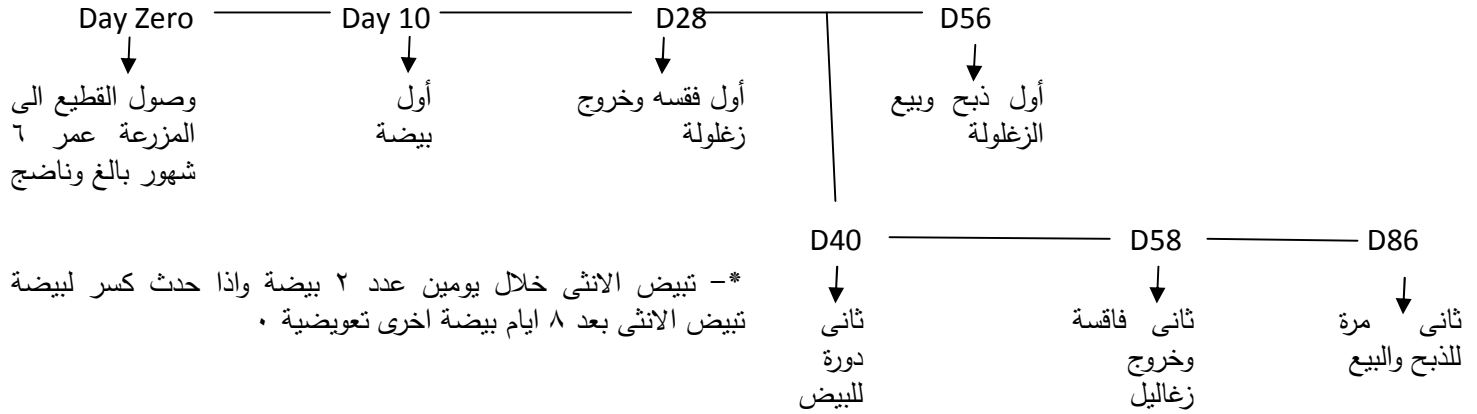 Day Zero Day 10 D28 D56
وصول القطيع الى
المزرعة عمر ٦
شهور بالغ وناضج
أول
بيضة
أول فقسه وخروج
زغلولة
أول ذبح وبيع
الزغلولة
D40 D58 D86
*- تبيض الانثى خلال يومين عدد ٢ بيضة واذا حدث كسر لبيضة
تبيض الانثى بعد ٨ ايام بيضة اخرى تعويضية ٠
ثانى
دورة
للبيض
ثانى فاقسة
وخروج
زغاليل
ثانى مرة
للذبح والبيع